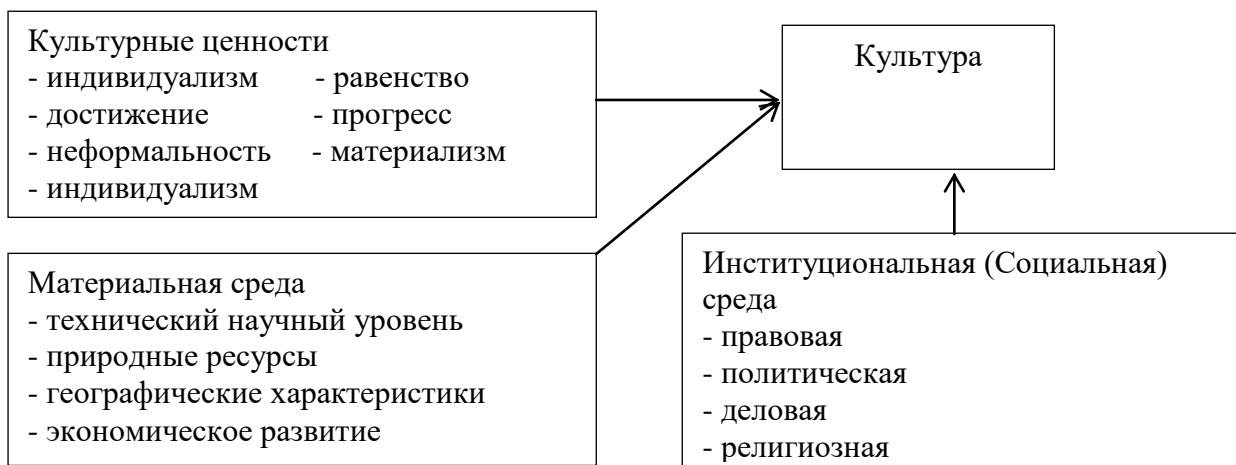 Культурные ценности
- индивидуализм - равенство
- достижение - прогресс
- неформальность - материализм
- индивидуализм
Культура
Материальная среда
- технический научный уровень
- природные ресурсы
- географические характеристики
- экономическое развитие
Институциональная (Социальная)
среда
- правовая
- политическая
- деловая
- религиозная